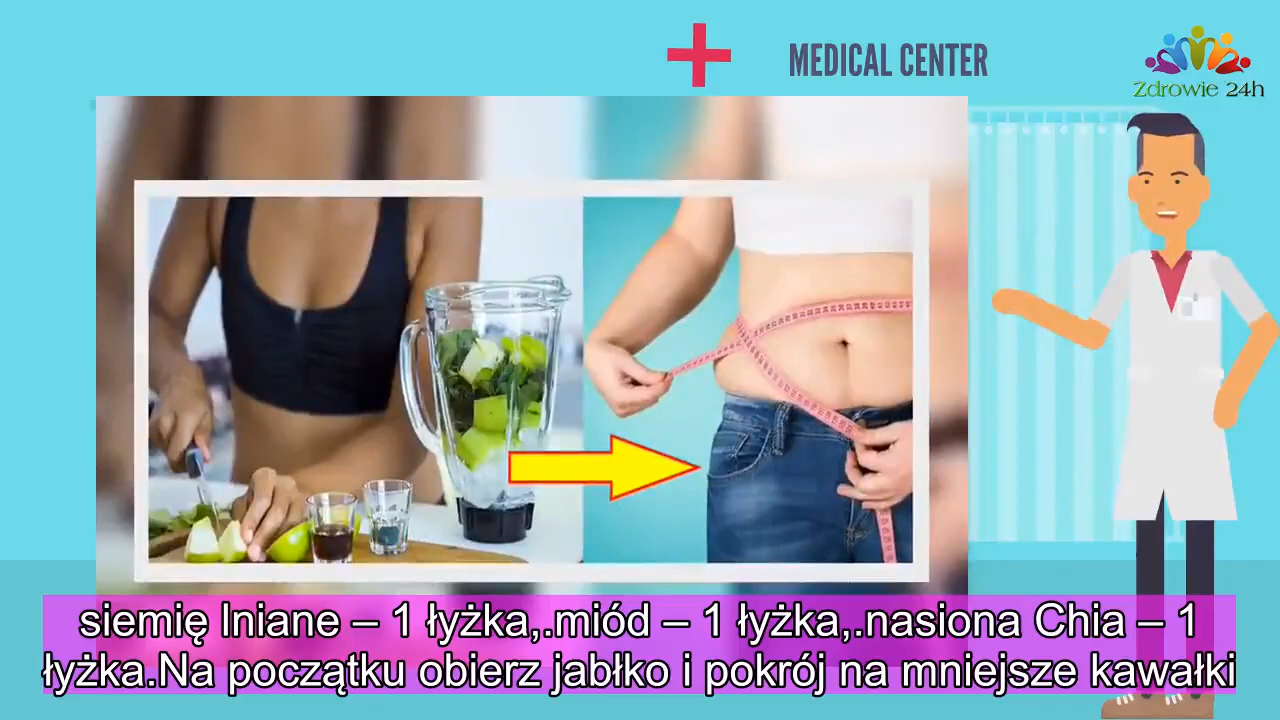 MEDICAL CENTER
Zdrowie 24h
siemię lniane – 1 łyżka,.miód – 1 łyżka,.nasiona Chia – 1
łyżka.Na początku obierz jabłko i pokrój na mniejsze kawałki